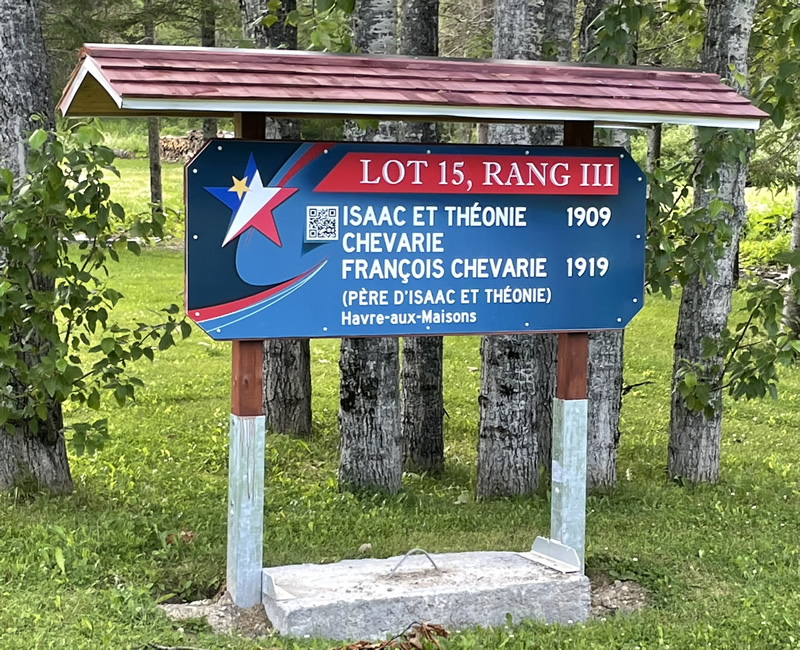 LOT 15, RANG III
ISAAC ET THÉONIE 1909
CHEVARIE
FRANÇOIS CHEVARIE 1919
(PÈRE D'ISAAC ET THÉONIE)
Havre-aux-Maisons